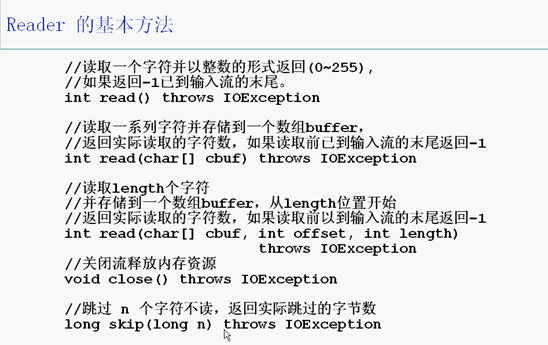 Reader 的基本方法
//读取一个字符并以整数的形式返回(0~255),
//如果返回-1已到输入流的末尾。
int read() throws IOException
//读取一系列字符并存储到一个数组buffer,
//返回实际读取的字符数，如果读取前已到输入流的末尾返回-1
int read(char[] cbuf) throws IOException
//读取length个字符
//并存储到一个数组buffer，从length位置开始
//返回实际读取的字符数，如果读取前以到输入流的末尾返回-1
int read(char[] cbuf, int offset, int length)
throws IOException
//关闭流释放内存资源
void close() throws IOException
//跳过 n 个字符不读，返回实际跳过的字节数
long skip(long n) throws IOException